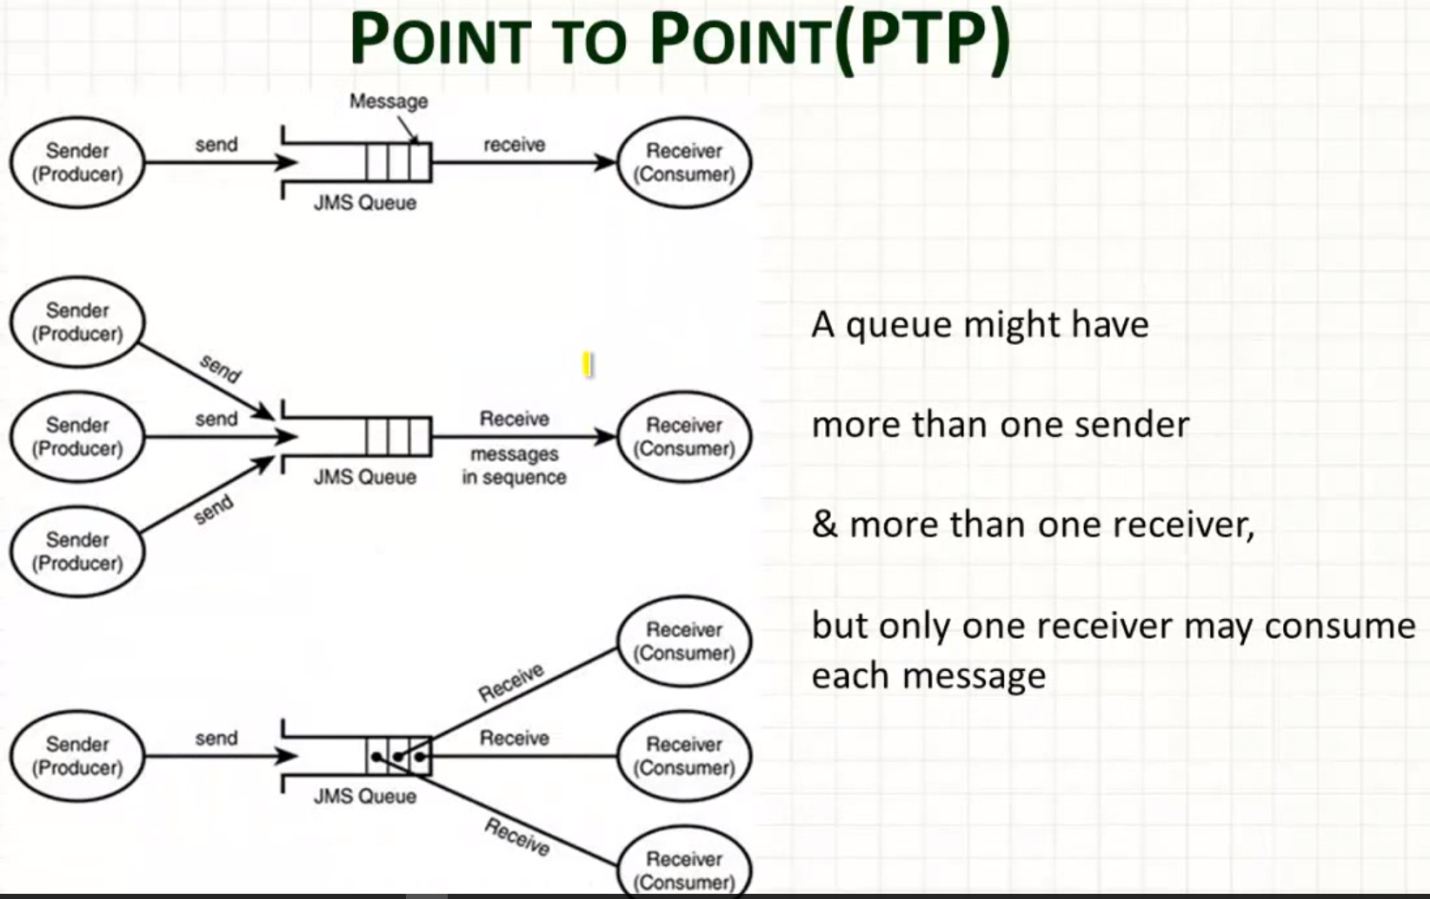 POINT TO POINT(PTP)
Message
Sender
(Producer)
send
JMS Queue
receive
Receiver
(Consumer)
Sender
(Producer)
send
Sender
(Producer)
send
Sender
(Producer)
send
JMS Queue
Receive
messages
in sequence
Receiver
(Consumer)
A queue might have
more than one sender
& more than one receiver,
but only one receiver may consume
each message
Sender
(Producer)
send
JMS Queue
Receive
Receiver
(Consumer)
Receive
Receiver
(Consumer)
Receive
Receiver
(Consumer)